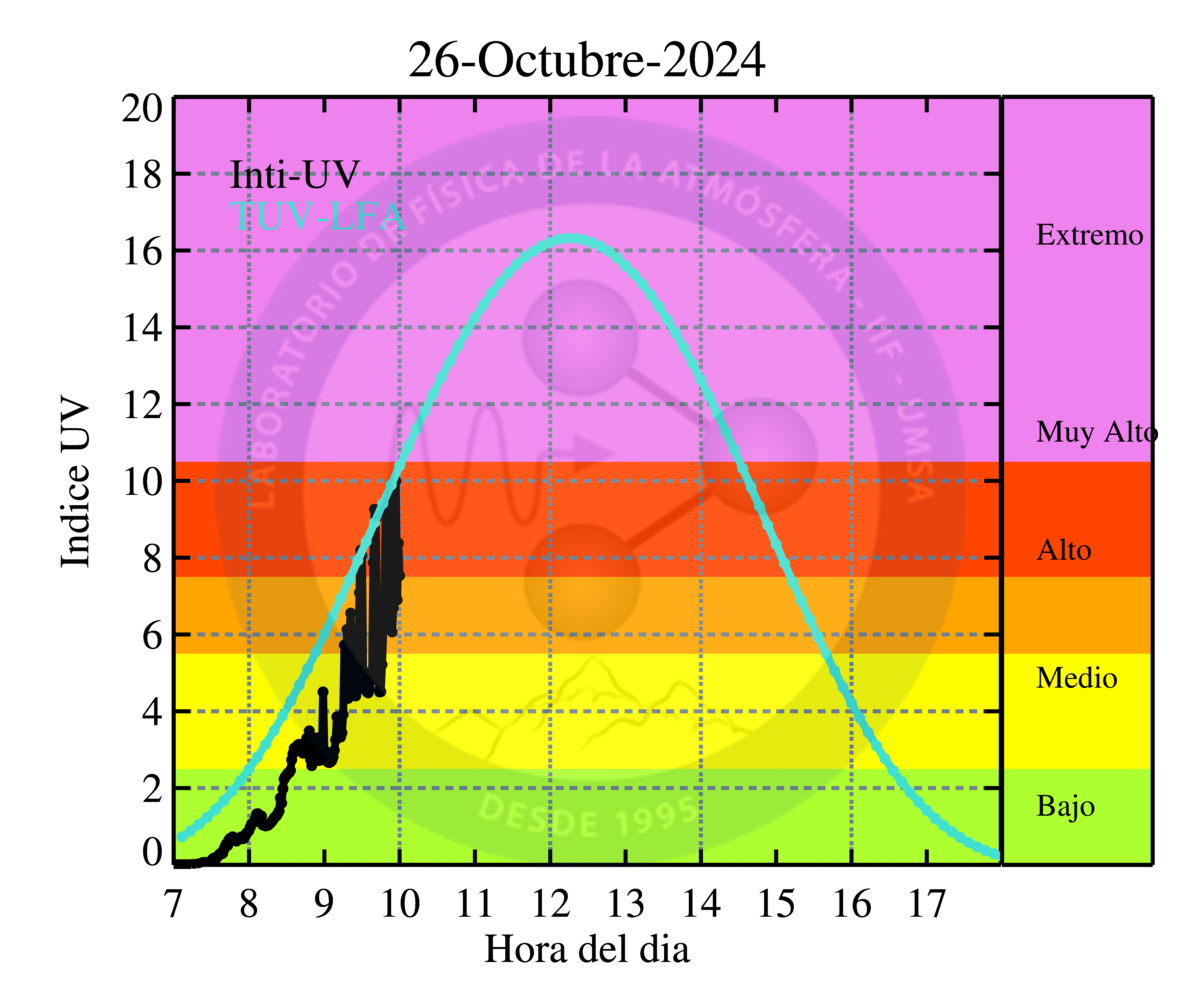 26-Octubre-2024
Indice UV
20
18
16
14
12
10
8
6
4
2
0
Inti-UV
TUV-LFA
LABORATORIO DE FÍSICA DE LA ATMÓSFERA - IIF - UMSA
DESDE 1995
Extremo
Muy Alto
Alto
Medio
Bajo
7 8 9 10 11 12 13 14 15 16 17
Hora del dia